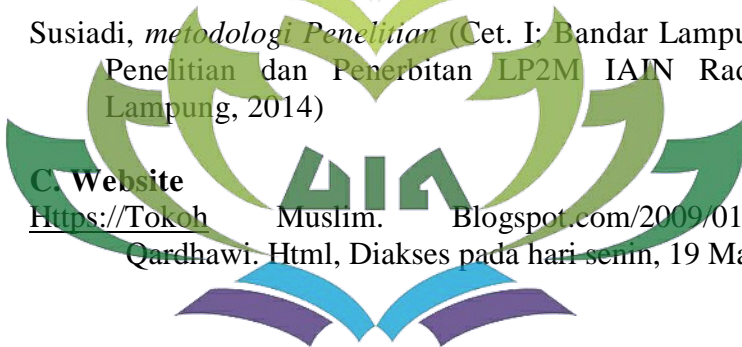 Susiadi, metodologi Penelitian (Cet. I; Bandar Lampu
Penelitian dan Penerbitan LP2M IAIN Rad
Lampung, 2014)
C. Website
UIN
Https://Tokoh Muslim. Blogspot.com/2009/01
Qardhawi. Html, Diakses pada hari senin, 19 Ma